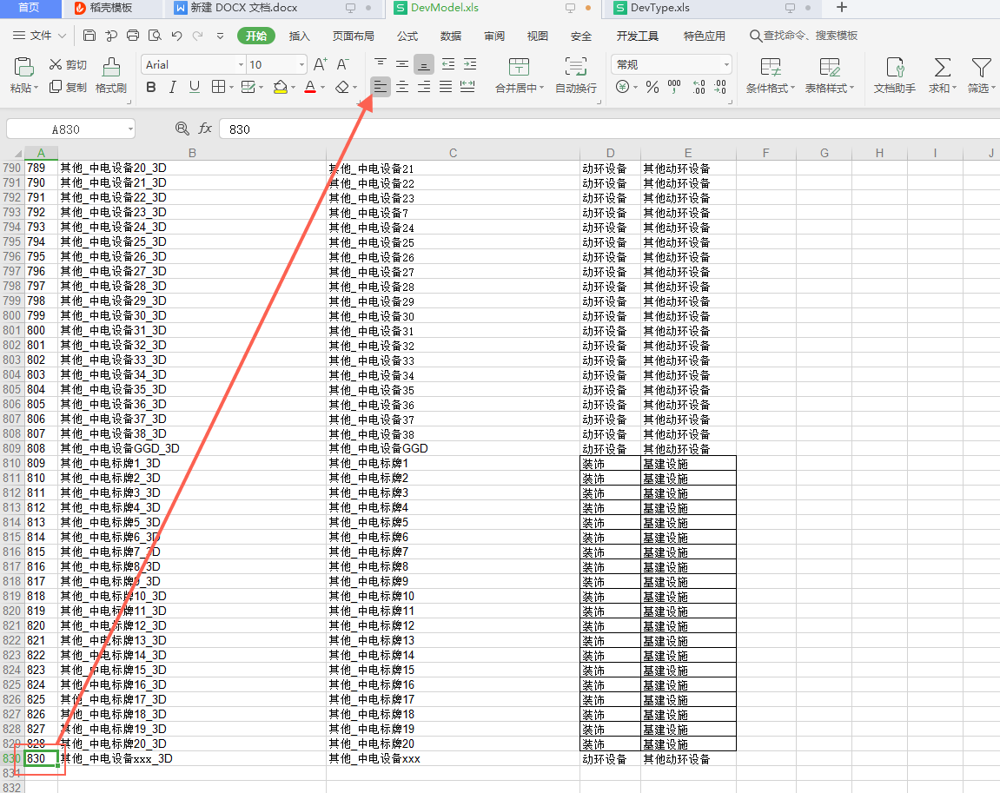 首页 稻壳模板 新建 DOCX 文档.docx DevModel.xls DevType.xls
文件 开始 插入 页面布局 公式 数据 审阅 视图 安全 开发工具 特色应用 查找命令、搜索模板
粘贴 剪切 复制 格式刷 Arial 10 合并居中 自动换行 常规 条件格式 表格样式 文档助手 求和 筛选
A830 fx 830
A B C D E F G H I J
790 789 其他_中电设备20_3D 其他_中电设备21 动环设备 其他动环设备
791 790 其他_中电设备21_3D 其他_中电设备22 动环设备 其他动环设备
792 791 其他_中电设备22_3D 其他_中电设备23 动环设备 其他动环设备
793 792 其他_中电设备23_3D 其他_中电设备7 动环设备 其他动环设备
794 793 其他_中电设备24_3D 其他_中电设备24 动环设备 其他动环设备
795 794 其他_中电设备25_3D 其他_中电设备25 动环设备 其他动环设备
796 795 其他_中电设备26_3D 其他_中电设备26 动环设备 其他动环设备
797 796 其他_中电设备27_3D 其他_中电设备27 动环设备 其他动环设备
798 797 其他_中电设备28_3D 其他_中电设备28 动环设备 其他动环设备
799 798 其他_中电设备29_3D 其他_中电设备29 动环设备 其他动环设备
800 799 其他_中电设备30_3D 其他_中电设备30 动环设备 其他动环设备
801 800 其他_中电设备31_3D 其他_中电设备31 动环设备 其他动环设备
802 801 其他_中电设备32_3D 其他_中电设备32 动环设备 其他动环设备
803 802 其他_中电设备33_3D 其他_中电设备33 动环设备 其他动环设备
804 803 其他_中电设备34_3D 其他_中电设备34 动环设备 其他动环设备
805 804 其他_中电设备35_3D 其他_中电设备35 动环设备 其他动环设备
806 805 其他_中电设备36_3D 其他_中电设备36 动环设备 其他动环设备
807 806 其他_中电设备37_3D 其他_中电设备37 动环设备 其他动环设备
808 807 其他_中电设备38_3D 其他_中电设备38 动环设备 其他动环设备
809 808 其他_中电设备GGD_3D 其他_中电设备GGD 动环设备 其他动环设备
810 809 其他_中电标牌1_3D 其他_中电标牌1 装饰 基建设施
811 810 其他_中电标牌2_3D 其他_中电标牌2 装饰 基建设施
812 811 其他_中电标牌3_3D 其他_中电标牌3 装饰 基建设施
813 812 其他_中电标牌4_3D 其他_中电标牌4 装饰 基建设施
814 813 其他_中电标牌5_3D 其他_中电标牌5 装饰 基建设施
815 814 其他_中电标牌6_3D 其他_中电标牌6 装饰 基建设施
816 815 其他_中电标牌7_3D 其他_中电标牌7 装饰 基建设施
817 816 其他_中电标牌8_3D 其他_中电标牌8 装饰 基建设施
818 817 其他_中电标牌9_3D 其他_中电标牌9 装饰 基建设施
819 818 其他_中电标牌10_3D 其他_中电标牌10 装饰 基建设施
820 819 其他_中电标牌11_3D 其他_中电标牌11 装饰 基建设施
821 820 其他_中电标牌12_3D 其他_中电标牌12 装饰 基建设施
822 821 其他_中电标牌13_3D 其他_中电标牌13 装饰 基建设施
823 822 其他_中电标牌14_3D 其他_中电标牌14 装饰 基建设施
824 823 其他_中电标牌15_3D 其他_中电标牌15 装饰 基建设施
825 824 其他_中电标牌16_3D 其他_中电标牌16 装饰 基建设施
826 825 其他_中电标牌17_3D 其他_中电标牌17 装饰 基建设施
827 826 其他_中电标牌18_3D 其他_中电标牌18 装饰 基建设施
828 827 其他_中电标牌19_3D 其他_中电标牌19 装饰 基建设施
829 828 其他_中电标牌20_3D 其他_中电标牌20 装饰 基建设施
830 830 其他_中电设备xxx_3D 其他_中电设备xxx 动环设备 其他动环设备
831
832